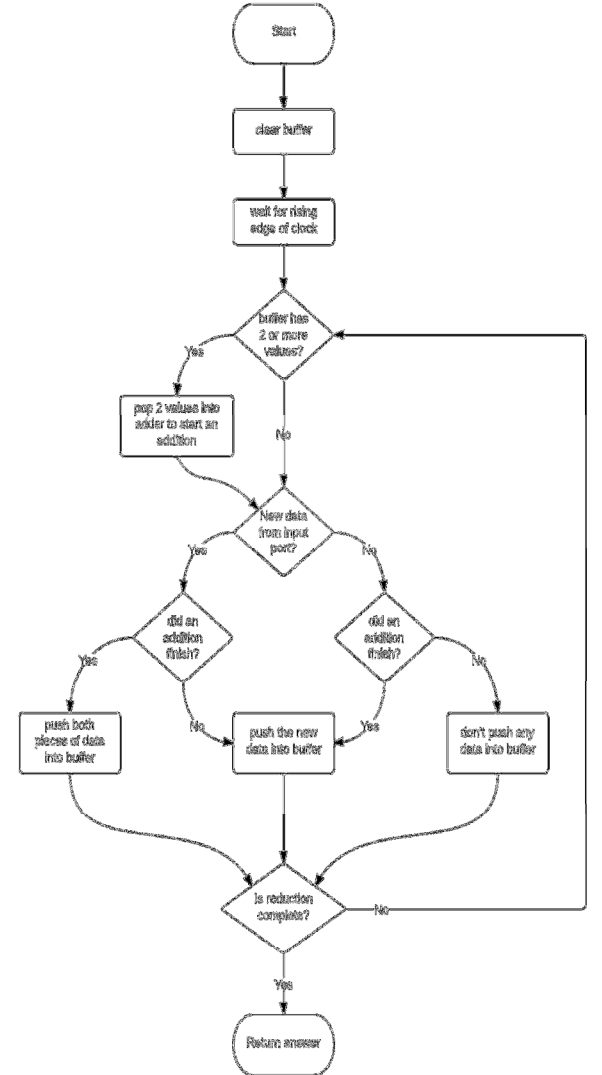 Start
clear buffer
wait for rising
edge of clock
buffer has
2 or more
values?
Yes
pop 2 values into
adder to start an
addition
No
New data
from input
port?
Yes
No
did an
addition
finish?
did an
addition
finish?
Yes
No
No
Yes
push both
pieces of data
into buffer
push the new
data into buffer
don't push any
data into buffer
Is reduction
complete?
No
Yes
Return answer